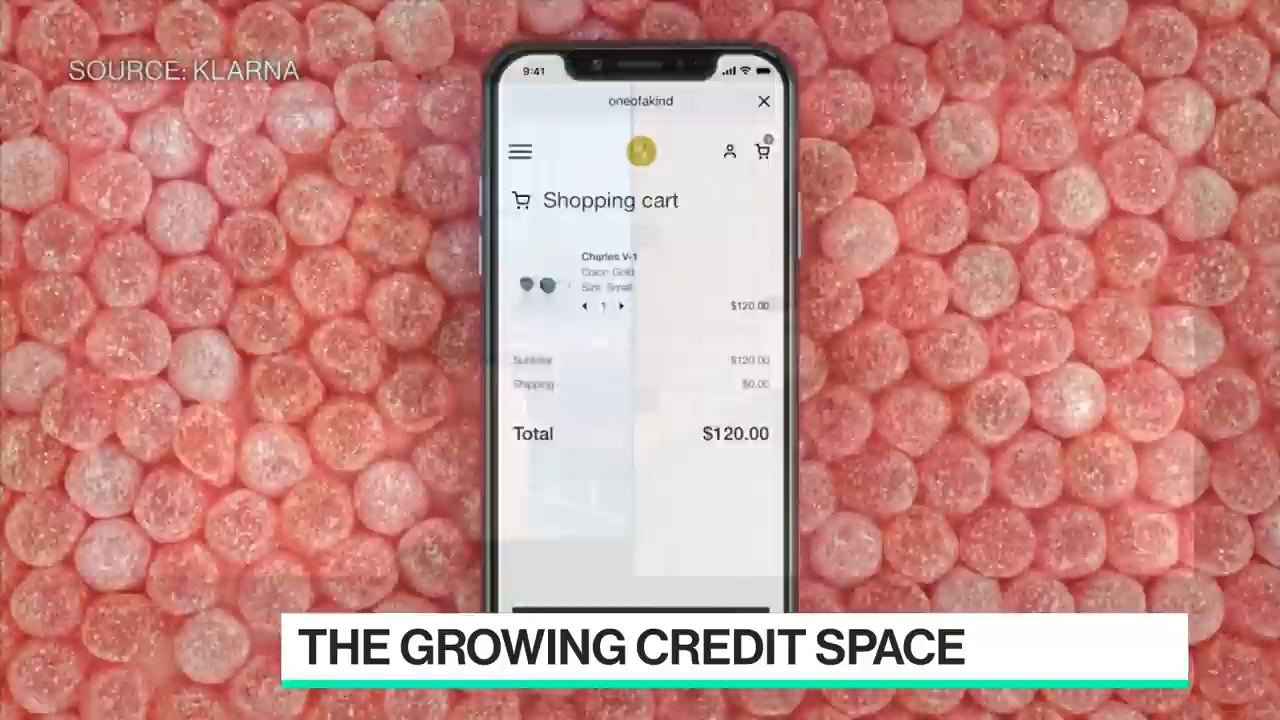 SOURCE: KLARNA
9:41
oneofakind
0
Shopping cart
Charles V-1
Color: Gold
Size: Small
1
$120.00
Subtotal
$120.00
Shipping
$0.00
Total
$120.00
THE GROWING CREDIT SPACE